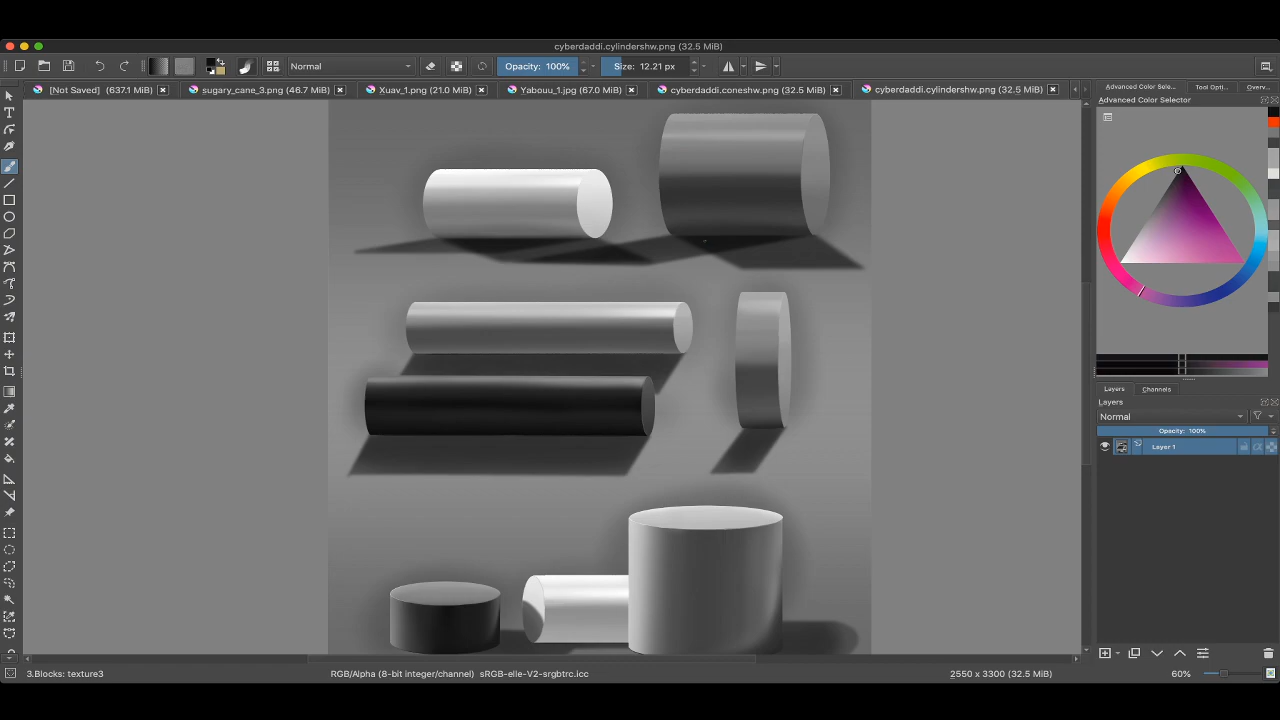 cyberdaddi.cylindershw.png (32.5 MiB)
Normal
Opacity: 100%
Size: 12.21 px
[Not Saved] (637.1 MiB)
sugary_cane_3.png (46.7 MiB)
Xuav_1.png (21.0 MiB)
Yabouu_1.jpg (67.0 MiB)
cyberdaddi.coneshw.png (32.5 MiB)
cyberdaddi.cylindershw.png (32.5 MiB)
Advanced Color Sele...
Tool Opti...
Overv...
Advanced Color Selector
Layers
Channels
Layers
Normal
Opacity: 100%
Layer 1
3.Blocks: texture3
RGB/Alpha (8-bit integer/channel) sRGB-elle-V2-srgbtrc.icc
2550 x 3300 (32.5 MiB)
60%